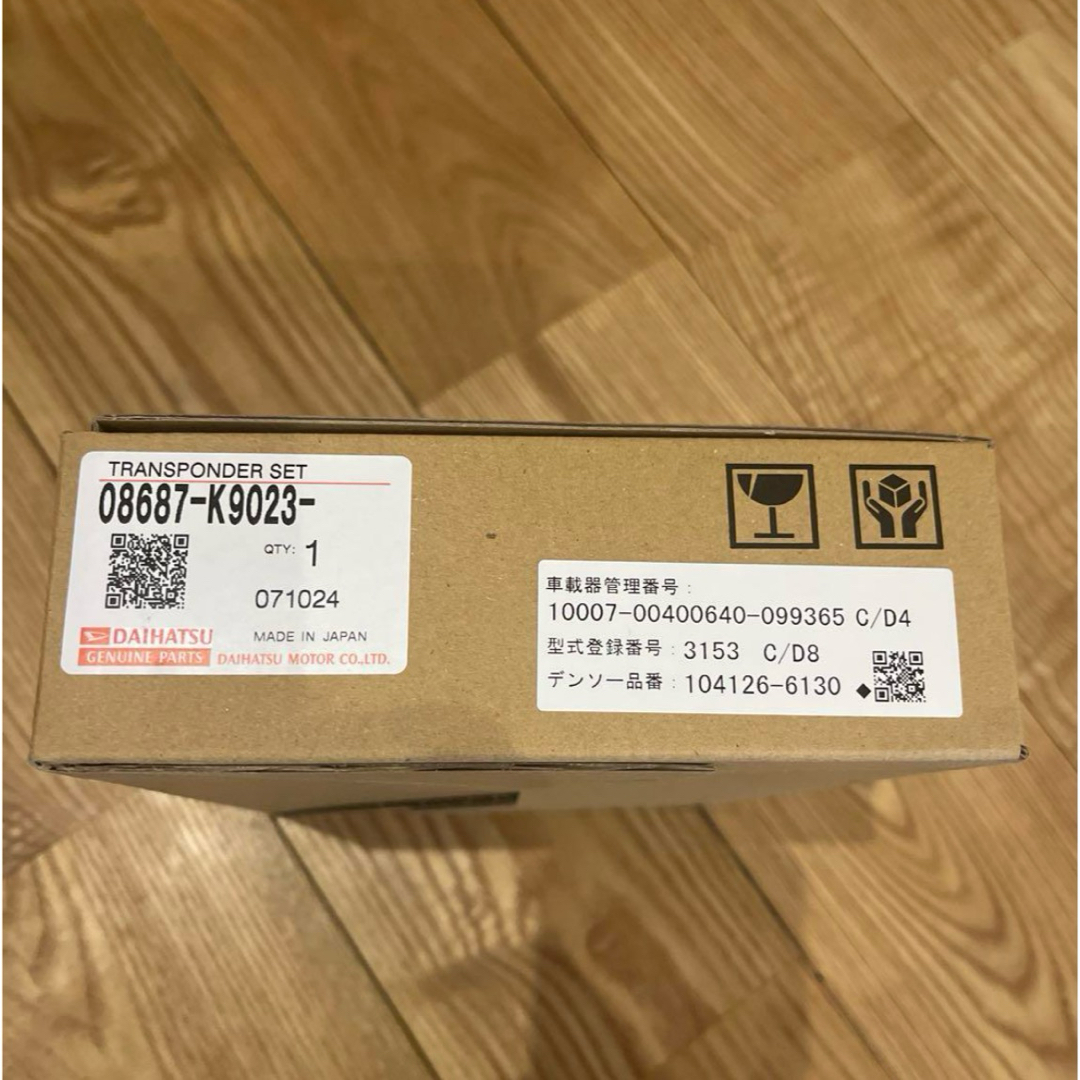 TRANSPONDER SET
08687-K9023-
QTY: 1
071024
DAIHATSU
MADE IN JAPAN
GENUINE PARTS
DAIHATSU MOTOR CO.,LTD.
車載器管理番号:
10007-00400640-099365 C/D4
型式登録番号:3153 C/D8
デンソー品番:104126-6130 ◆